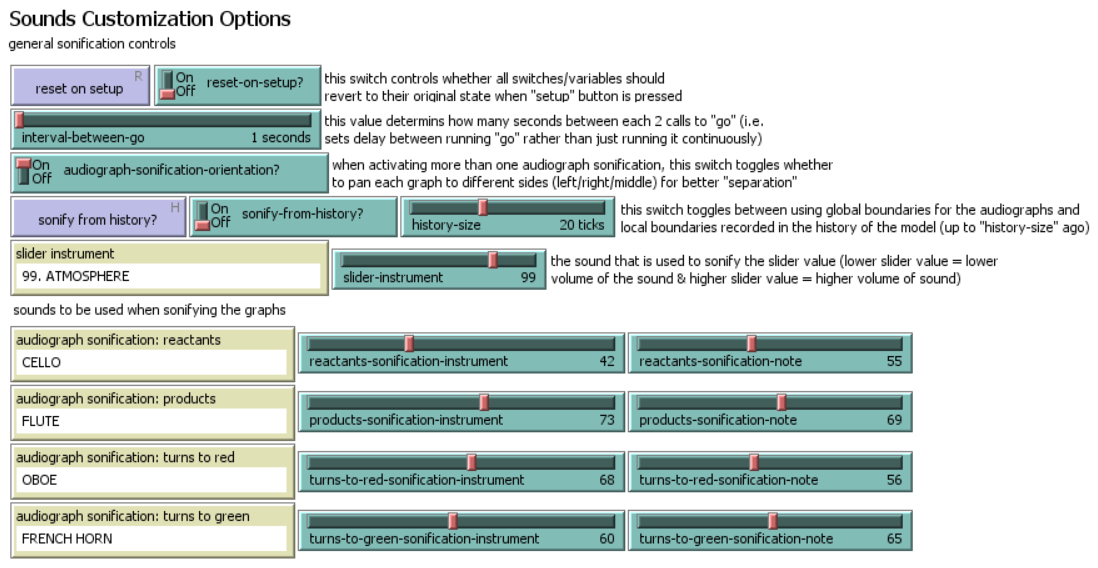 Sounds Customization Options
general sonification controls
R
reset on setup
On
Off
reset-on-setup?
this switch controls whether all switches/variables should
revert to their original state when "setup" button is pressed
interval-between-go 1 seconds
this value determins how many seconds between each 2 calls to "go" (i.e.
sets delay between running "go" rather than just running it continuously)
On
Off
audiograph-sonification-orientation?
when activating more than one audiograph sonification, this switch toggles whether
to pan each graph to different sides (left/right/middle) for better "separation"
H
sonify from history?
On
Off
sonify-from-history?
history-size 20 ticks
this switch toggles between using global boundaries for the audiographs and
local boundaries recorded in the history of the model (up to "history-size" ago)
slider instrument
99. ATMOSPHERE
slider-instrument 99
the sound that is used to sonify the slider value (lower slider value = lower
volume of the sound & higher slider value = higher volume of sound)
sounds to be used when sonifying the graphs
audiograph sonification: reactants
CELLO
reactants-sonification-instrument 42
reactants-sonification-note 55
audiograph sonification: products
FLUTE
products-sonification-instrument 73
products-sonification-note 69
audiograph sonification: turns to red
OBOE
turns-to-red-sonification-instrument 68
turns-to-red-sonification-note 56
audiograph sonification: turns to green
FRENCH HORN
turns-to-green-sonification-instrument 60
turns-to-green-sonification-note 65